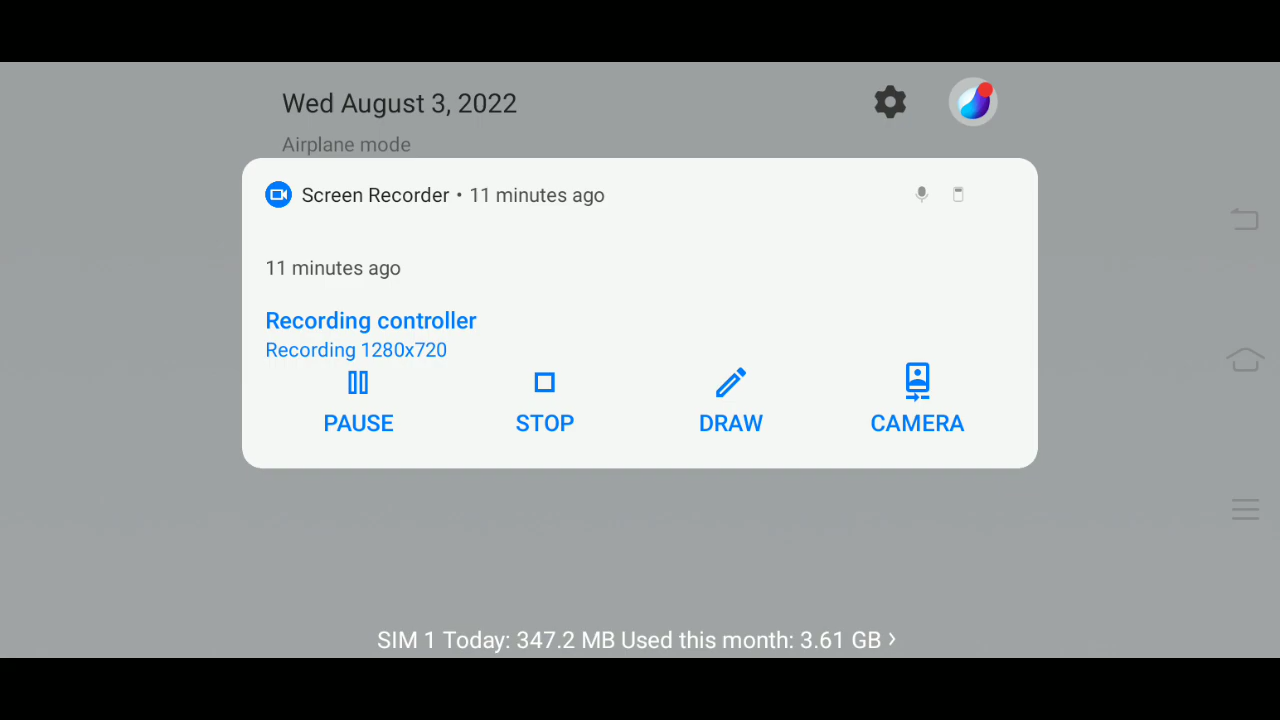 Wed August 3, 2022
Airplane mode
Screen Recorder • 11 minutes ago
11 minutes ago
Recording controller
Recording 1280x720
PAUSE STOP DRAW CAMERA
SIM 1 Today: 347.2 MB Used this month: 3.61 GB ›